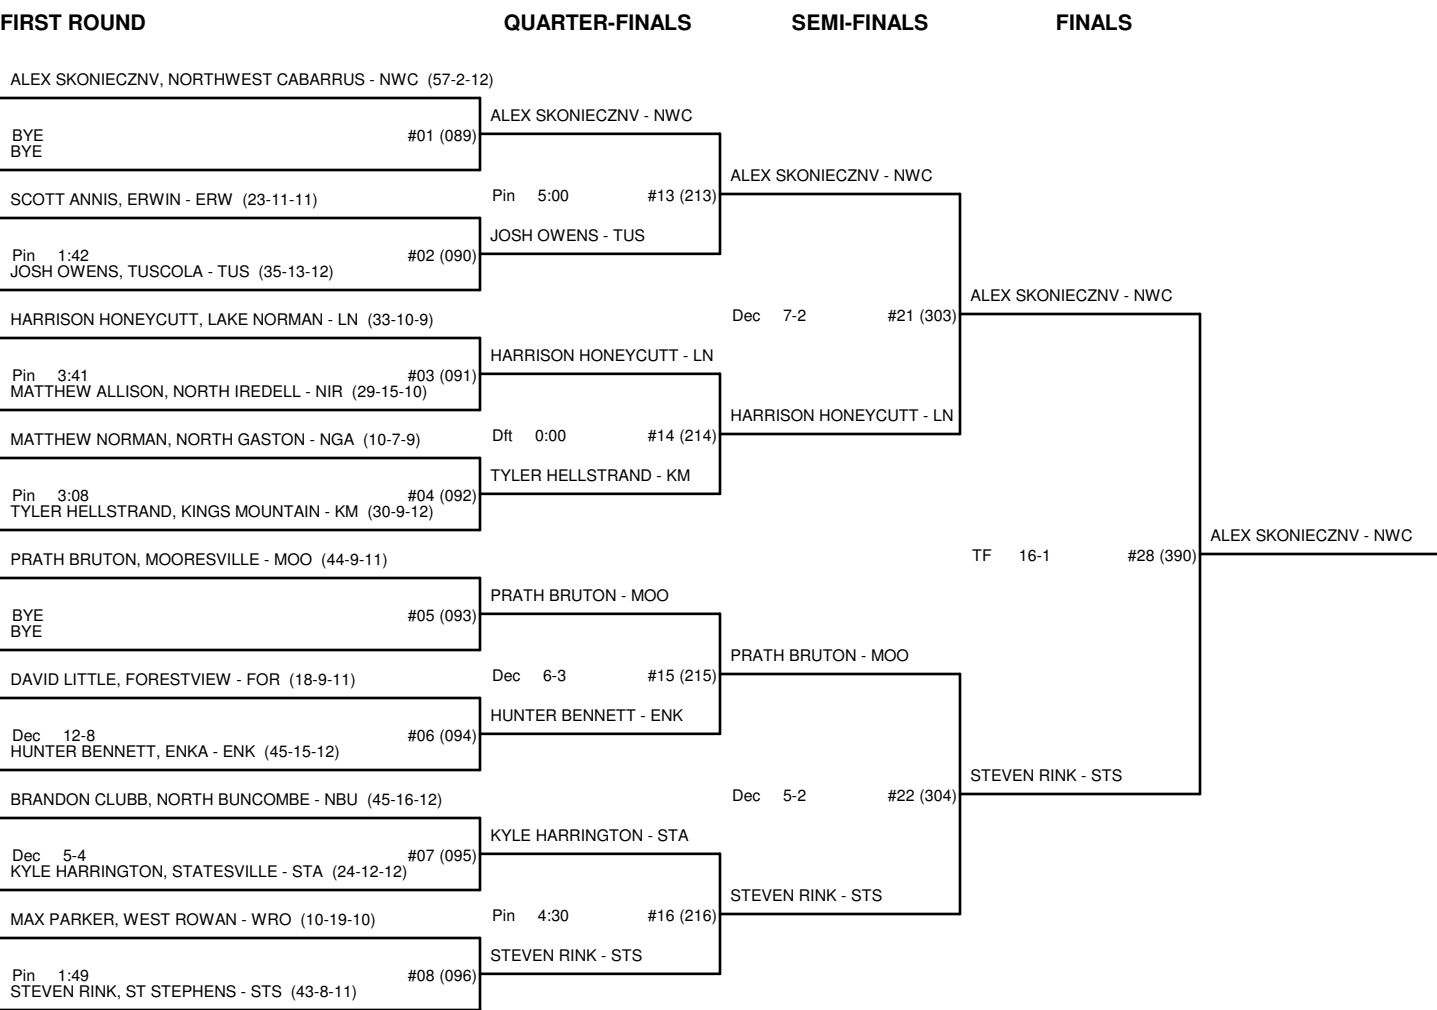 FIRST ROUND QUARTER-FINALS SEMI-FINALS FINALS
ALEX SKONIECZNV, NORTHWEST CABARRUS - NWC (57-2-12)
ALEX SKONIECZNV - NWC
BYE #01 (089)
BYE
ALEX SKONIECZNV - NWC
SCOTT ANNIS, ERWIN - ERW (23-11-11)
Pin 5:00 #13 (213)
JOSH OWENS - TUS
Pin 1:42 #02 (090)
JOSH OWENS, TUSCOLA - TUS (35-13-12)
ALEX SKONIECZNV - NWC
HARRISON HONEYCUTT, LAKE NORMAN - LN (33-10-9)
Dec 7-2 #21 (303)
HARRISON HONEYCUTT - LN
Pin 3:41 #03 (091)
MATTHEW ALLISON, NORTH IREDELL - NIR (29-15-10)
HARRISON HONEYCUTT - LN
MATTHEW NORMAN, NORTH GASTON - NGA (10-7-9)
Dft 0:00 #14 (214)
TYLER HELLSTRAND - KM
Pin 3:08 #04 (092)
TYLER HELLSTRAND, KINGS MOUNTAIN - KM (30-9-12)
ALEX SKONIECZNV - NWC
PRATH BRUTON, MOORESVILLE - MOO (44-9-11)
TF 16-1 #28 (390)
PRATH BRUTON - MOO
BYE #05 (093)
BYE
PRATH BRUTON - MOO
DAVID LITTLE, FORESTVIEW - FOR (18-9-11)
Dec 6-3 #15 (215)
HUNTER BENNETT - ENK
Dec 12-8 #06 (094)
HUNTER BENNETT, ENKA - ENK (45-15-12)
STEVEN RINK - STS
BRANDON CLUBB, NORTH BUNCOMBE - NBU (45-16-12)
Dec 5-2 #22 (304)
KYLE HARRINGTON - STA
Dec 5-4 #07 (095)
KYLE HARRINGTON, STATESVILLE - STA (24-12-12)
STEVEN RINK - STS
MAX PARKER, WEST ROWAN - WRO (10-19-10)
Pin 4:30 #16 (216)
STEVEN RINK - STS
Pin 1:49 #08 (096)
STEVEN RINK, ST STEPHENS - STS (43-8-11)